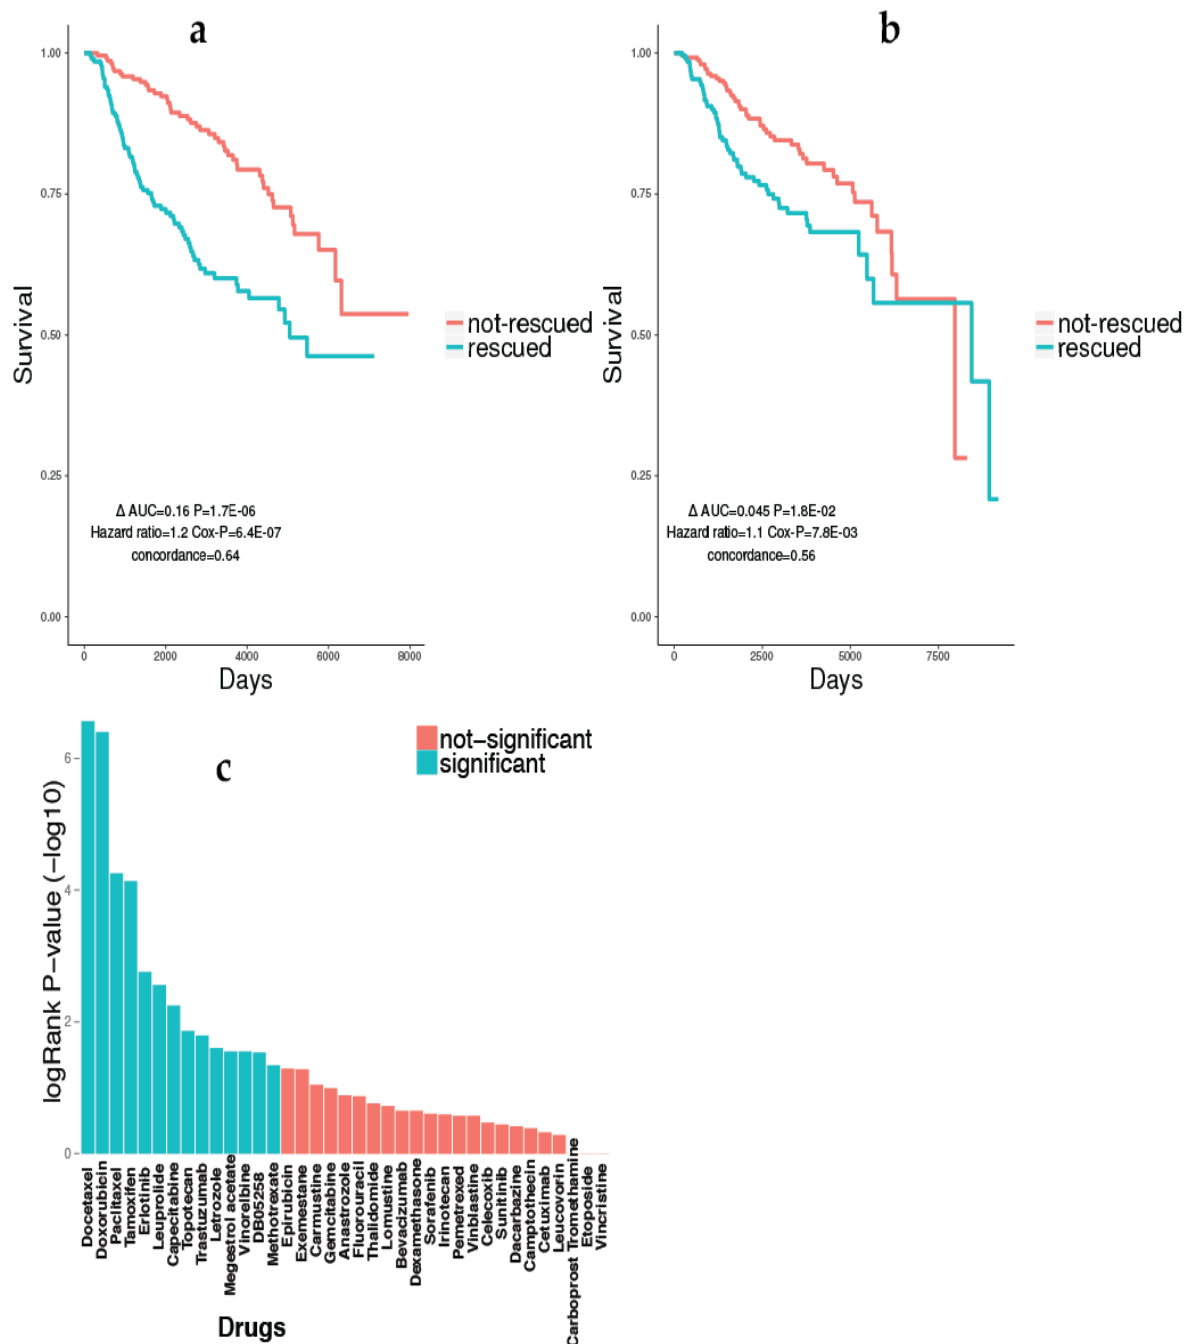 a
1.00
0.75
0.50
0.25
0.00
Survival
not-rescued
rescued
Δ AUC=0.16 P=1.7E-06
Hazard ratio=1.2 Cox-P=6.4E-07
concordance=0.64
0 2000 4000 6000 8000
Days
b
1.00
0.75
0.50
0.25
0.00
Survival
not-rescued
rescued
Δ AUC=0.045 P=1.8E-02
Hazard ratio=1.1 Cox-P=7.8E-03
concordance=0.56
0 2500 5000 7500
Days
c
not-significant
significant
logRank P-value (-log10)
6
4
2
0
Docetaxel
Doxorubicin
Paclitaxel
Tamoxifen
Erlotinib
Leuprolide
Capecitabine
Topotecan
Trastuzumab
Letrozole
Megestrol acetate
Vinorelbine
DB05258
Methotrexate
Epirubicin
Exemestane
Carmustine
Gemcitabine
Anastrozole
Fluorouracil
Thalidomide
Lomustine
Bevacizumab
Dexamethasone
Sorafenib
Irinotecan
Pemetrexed
Vinblastine
Celecoxib
Sunitinib
Dacarbazine
Camptothecin
Cetuximab
Leucovorin
Carboprost Tromethamine
Etoposide
Vincristine
Drugs